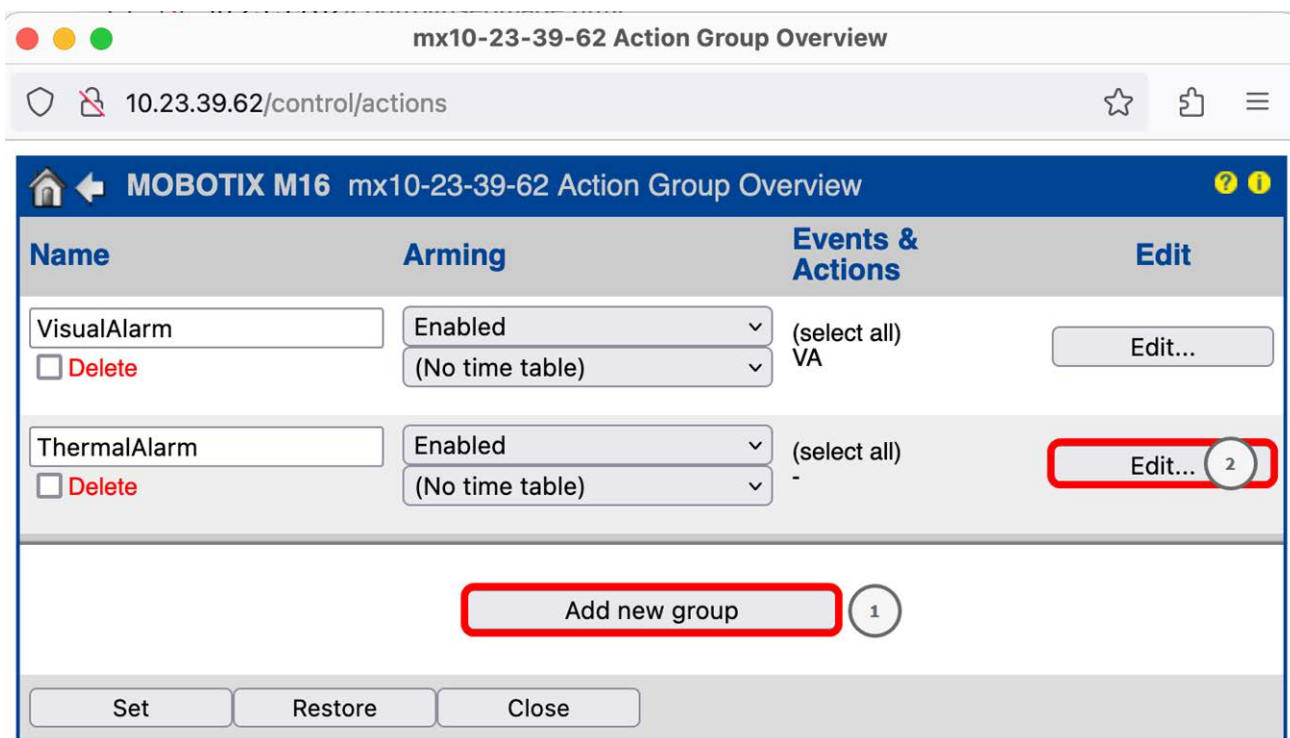 mx10-23-39-62 Action Group Overview
10.23.39.62/control/actions
MOBOTIX M16 mx10-23-39-62 Action Group Overview ? i
Name Arming Events & Actions Edit
VisualAlarm Enabled (select all) Edit...
Delete (No time table) VA
ThermalAlarm Enabled (select all) Edit... 2
Delete (No time table) -
Add new group 1
Set Restore Close